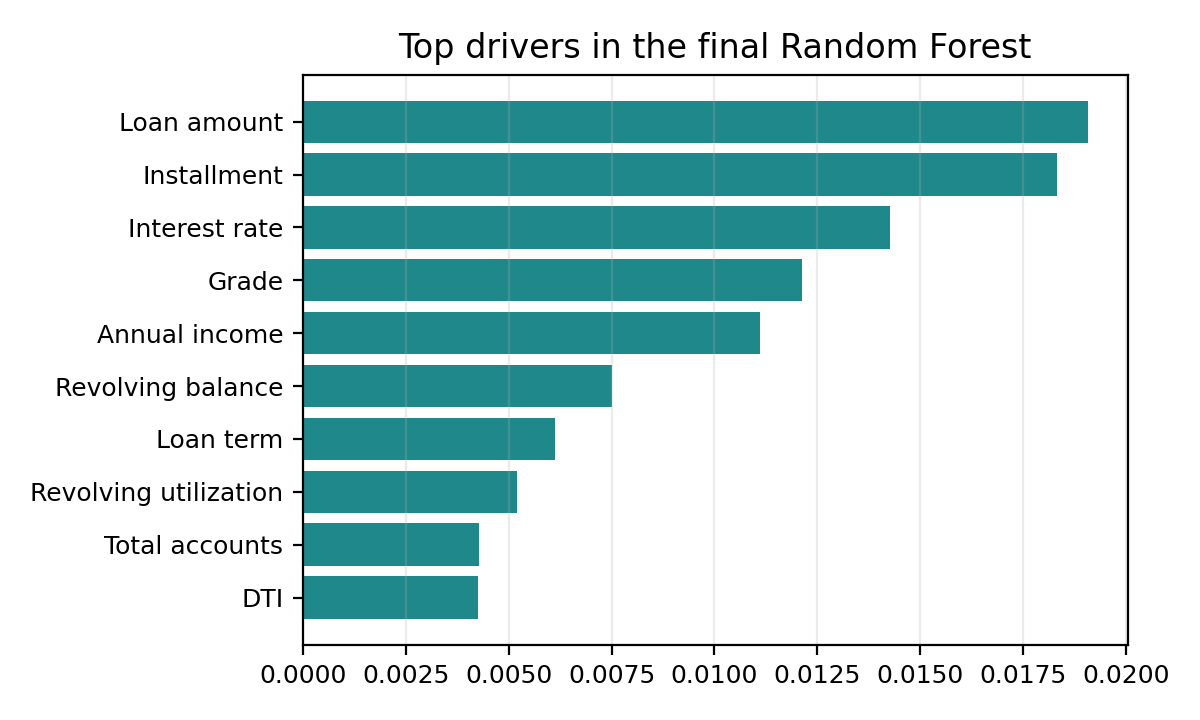 Top drivers in the final Random Forest
Loan amount
Installment
Interest rate
Grade
Annual income
Revolving balance
Loan term
Revolving utilization
Total accounts
DTI
0.0000 0.0025 0.0050 0.0075 0.0100 0.0125 0.0150 0.0175 0.0200